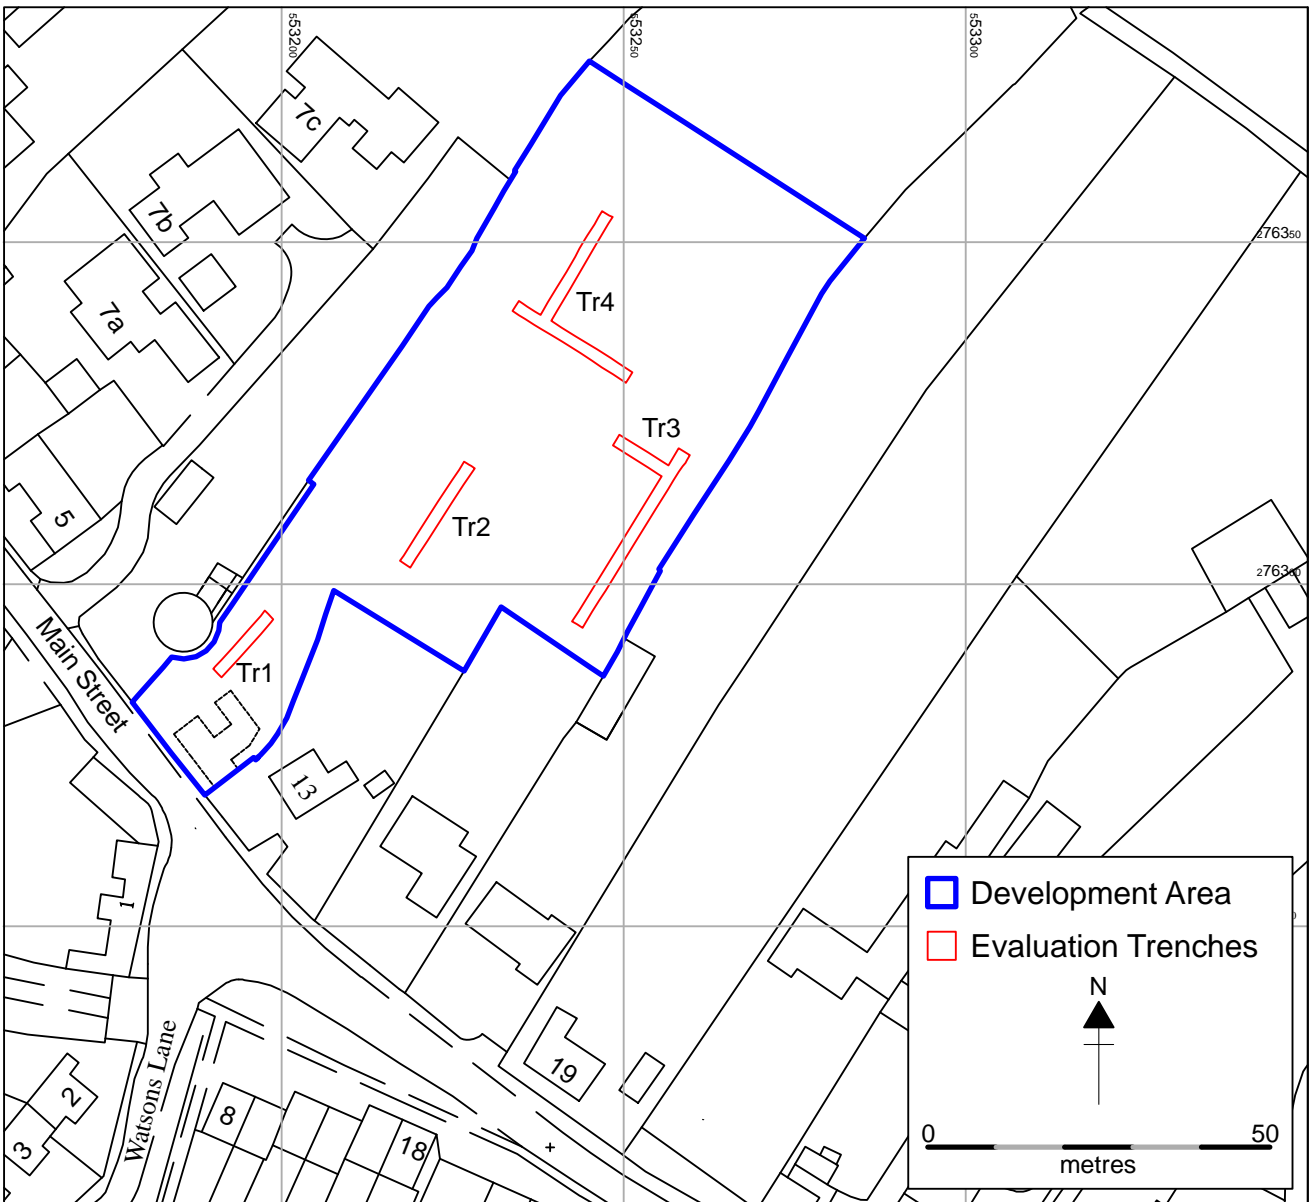 553200
553250
553300
7c
7b
276350
7a
Tr4
Tr3
5
Tr2
276300
Main Street
Tr1
13
1
Development Area
Evaluation Trenches
N
0 50
metres
19
Watsons Lane
2
3
8
18